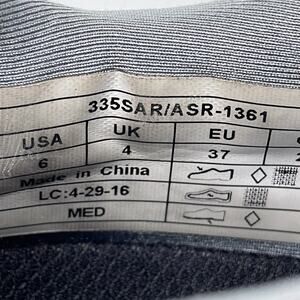 335SAR/ASR-1361
USA UK EU
6 4 37
Made in China
LC:4-29-16
MED